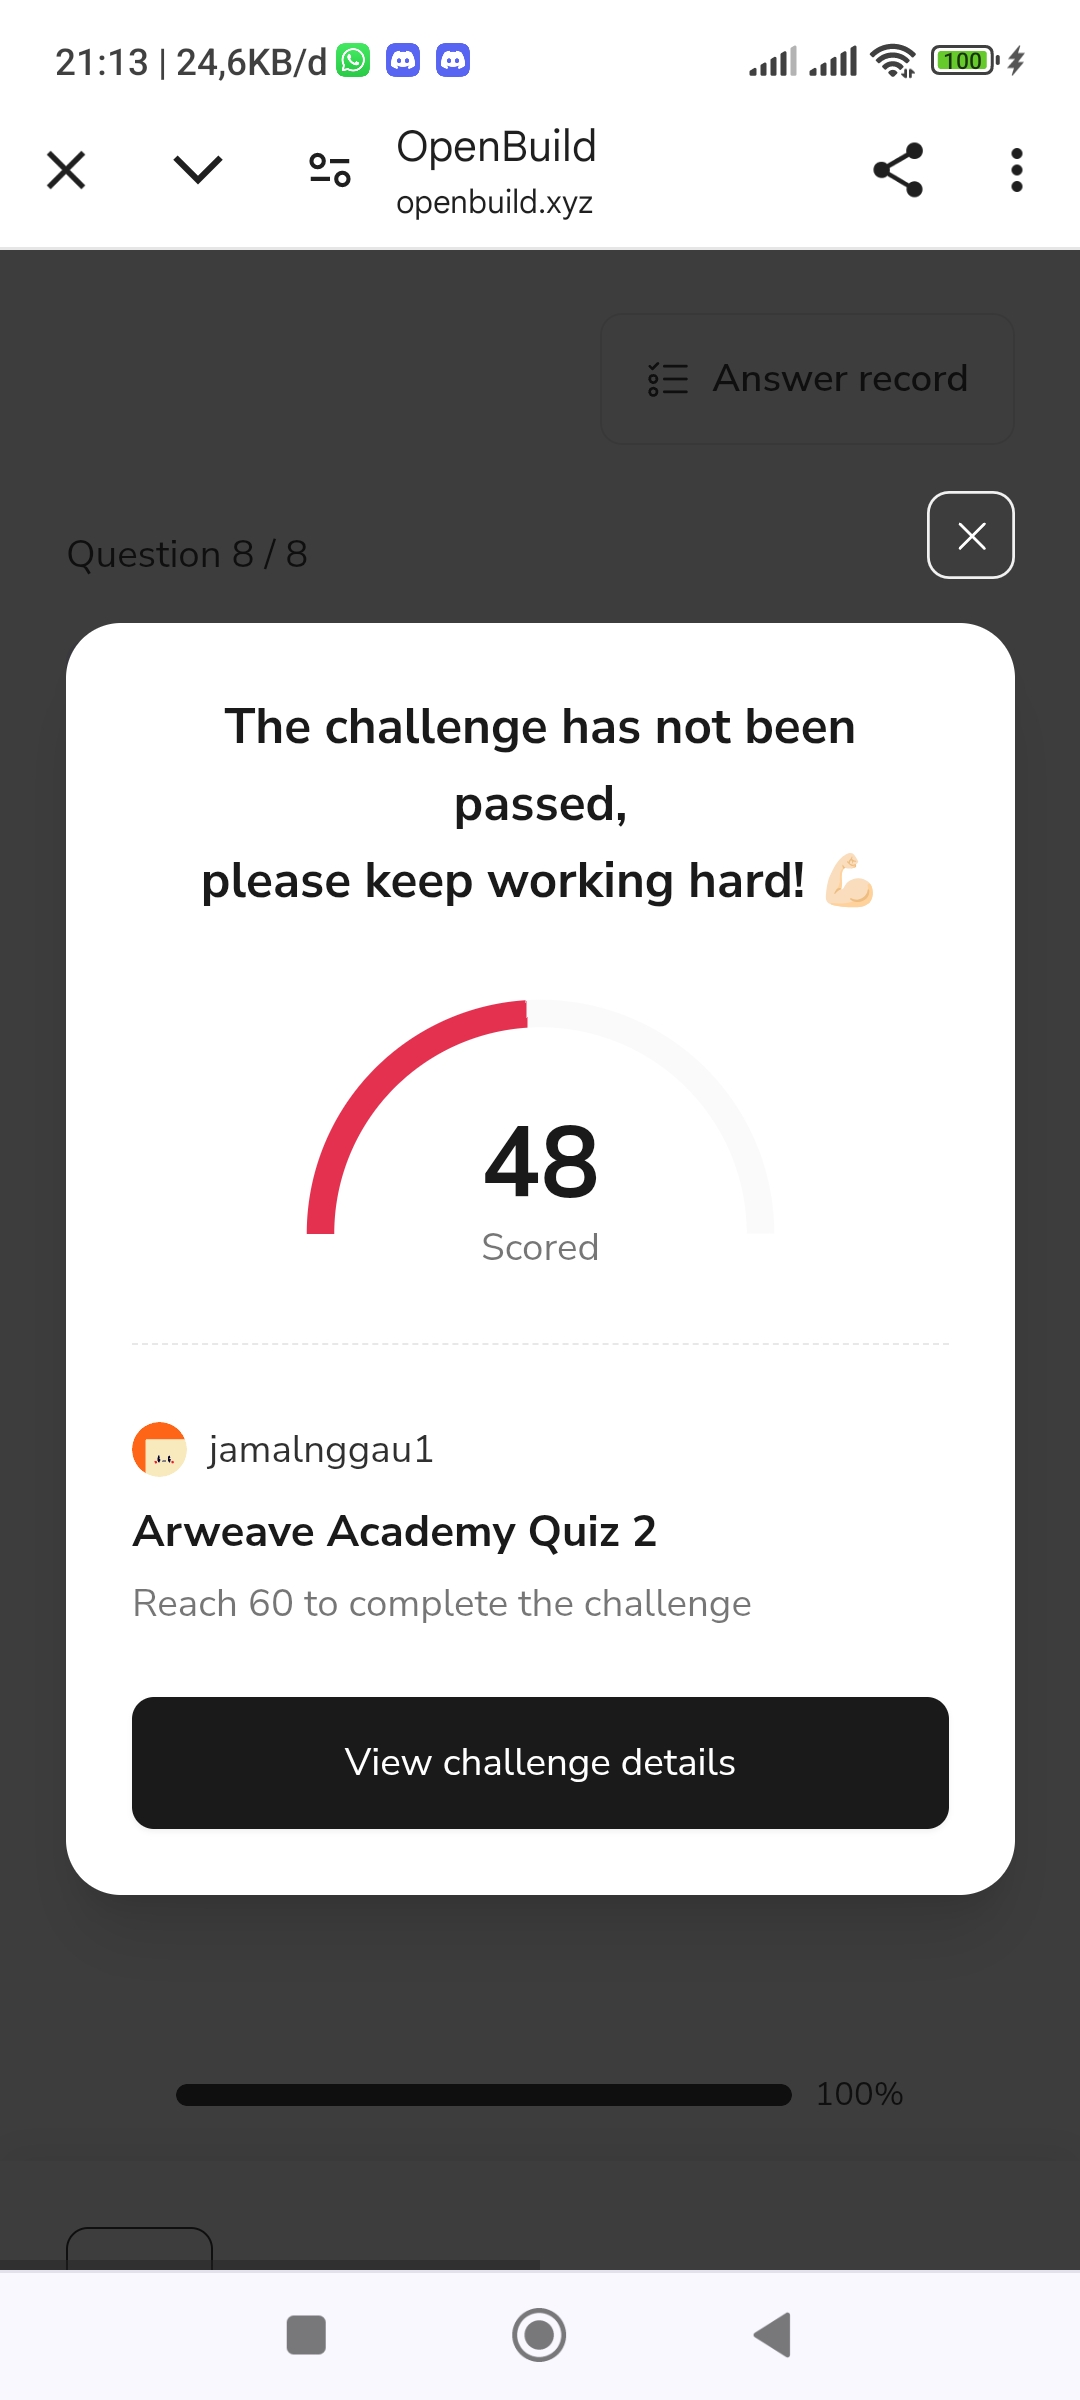 21:13 | 24,6KB/d
100
OpenBuild
openbuild.xyz
Answer record
Question 8 / 8
The challenge has not been
passed,
please keep working hard! 💪🏻
48
Scored
jamalnggau1
Arweave Academy Quiz 2
Reach 60 to complete the challenge
View challenge details
100%